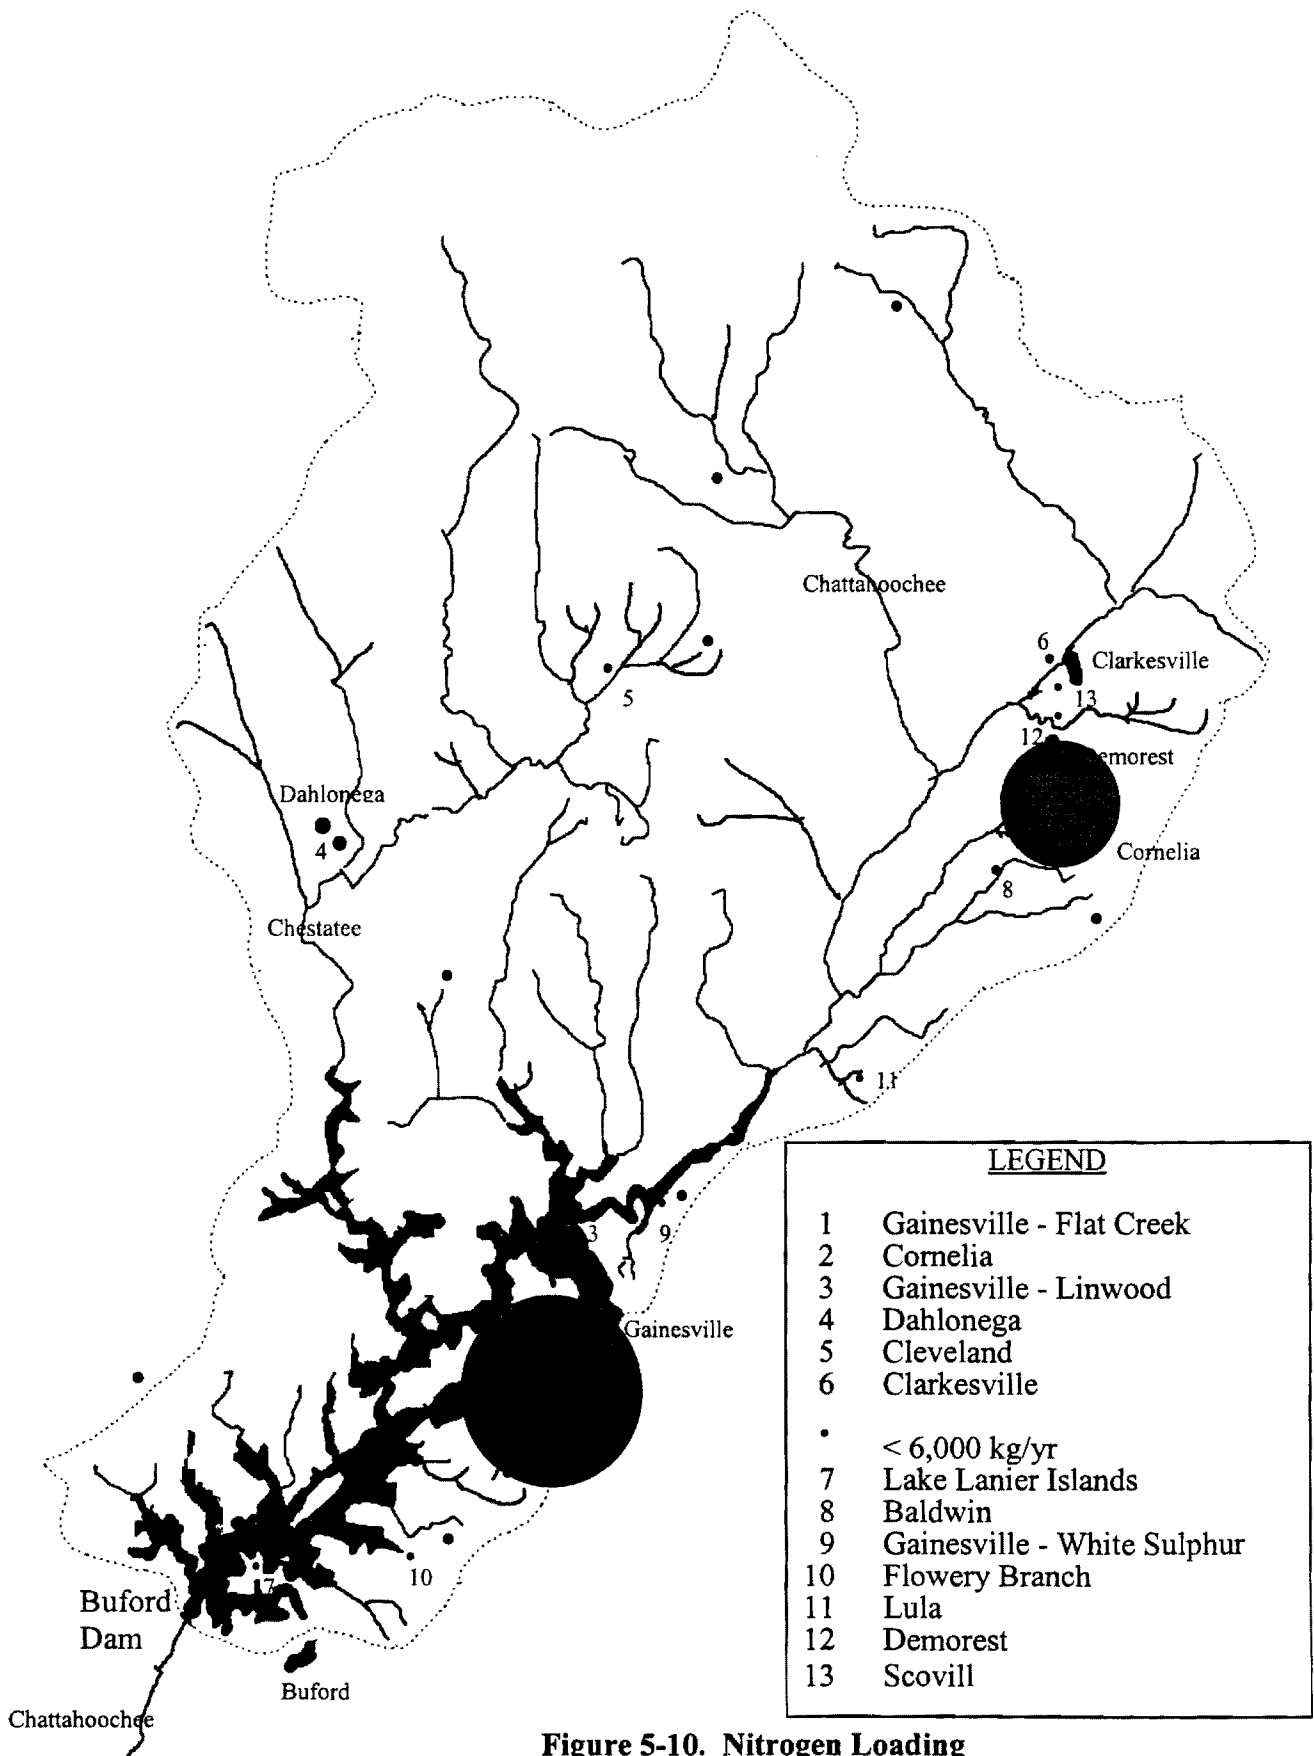 Chattahoochee
6
Clarkesville
13
5
12
emorest
Dahlonega
4
Cornelia
8
Chestatee
11
LEGEND
1 Gainesville - Flat Creek
2 Cornelia
3 Gainesville - Linwood
4 Dahlonega
5 Cleveland
6 Clarkesville
• < 6,000 kg/yr
7 Lake Lanier Islands
8 Baldwin
9 Gainesville - White Sulphur
10 Flowery Branch
11 Lula
12 Demorest
13 Scovill
3
9
Gainesville
10
7
Buford
Dam
Buford
Chattahoochee
Figure 5-10. Nitrogen Loading